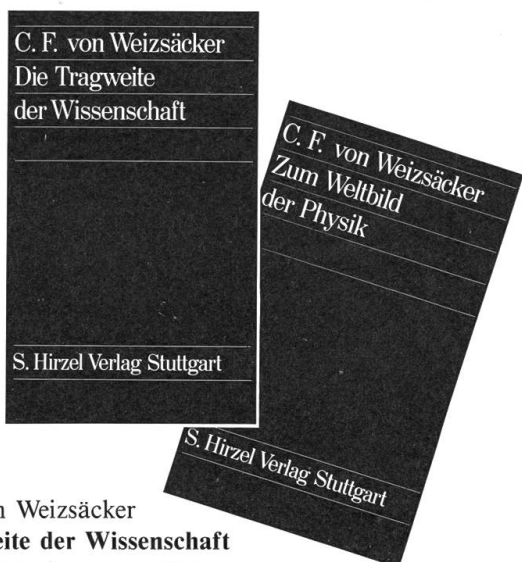 C. F. von Weizsäcker
Die Tragweite
der Wissenschaft
S. Hirzel Verlag Stuttgart
C. F. von Weizsäcker
Zum Weltbild
der Physik
S. Hirzel Verlag Stuttgart
n Weizsäcker
eite der Wissenschaft